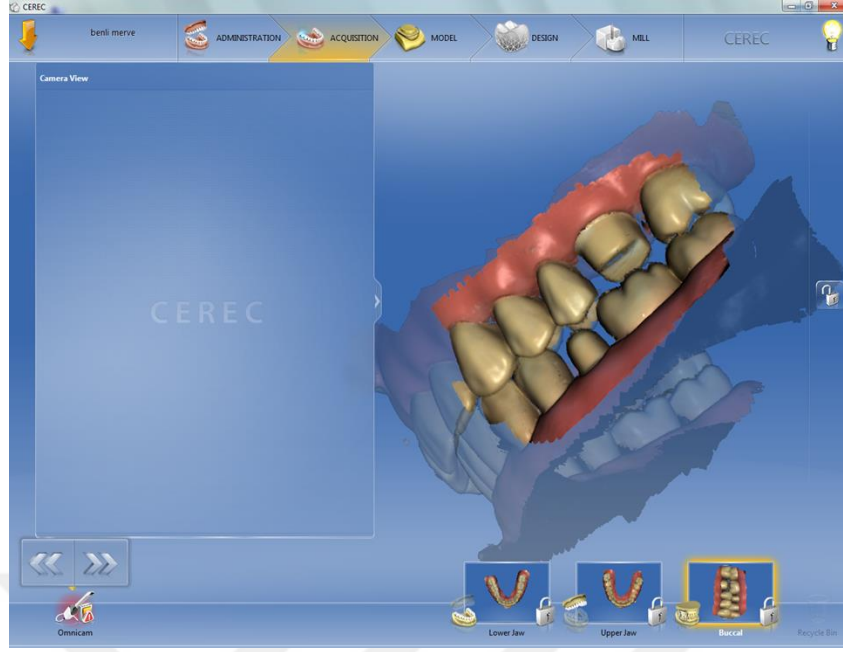 CEREC
benli merve
ADMINISTRATION
ACQUISITION
MODEL
DESIGN
MILL
CEREC
Camera View
CEREC
Omnicam
Lower Jaw
Upper Jaw
Buccal
Recycle Bin